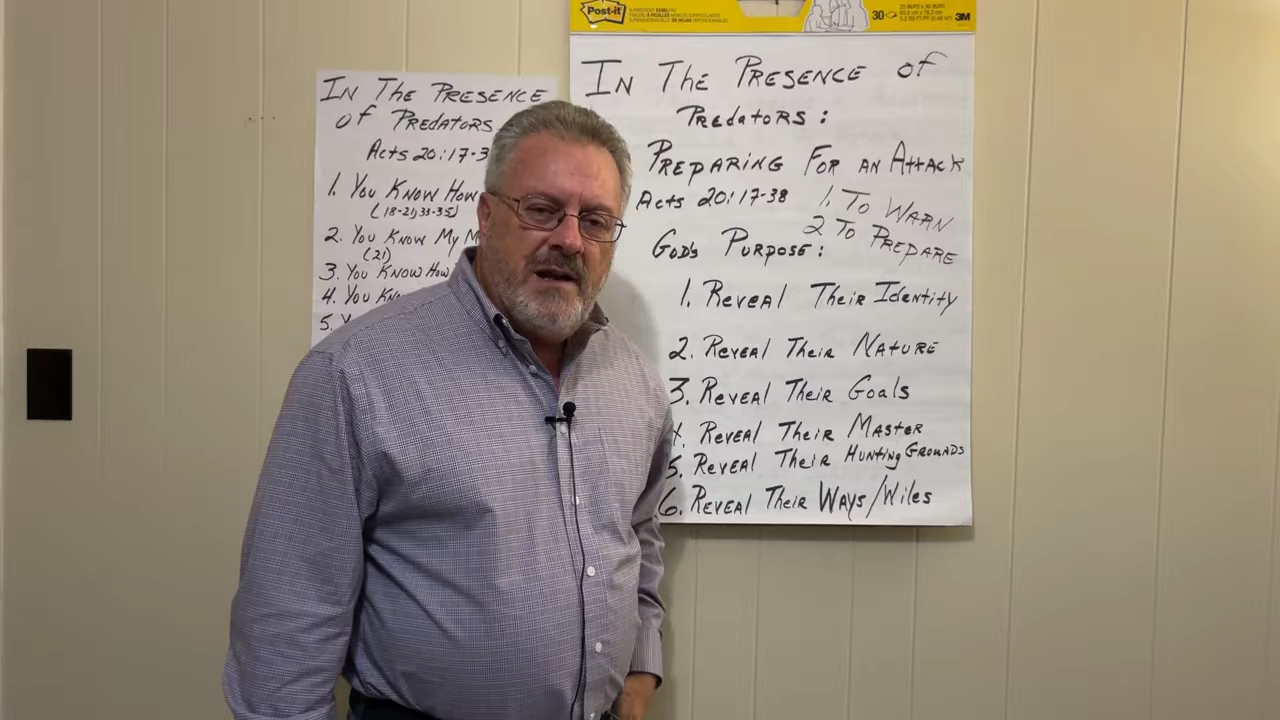 In The Presence
of Predators
Acts 20:17-3
1. You Know How
(18-21, 33-35)
2. You Know My M
(21)
3. You Know How
4. You Kn
5. Y
Post-it
30
3M
In The Presence of
Predators:
Preparing For an Attack
Acts 20:17-38
1. To Warn
2 To Prepare
God's Purpose:
1. Reveal Their Identity
2. Reveal Their Nature
3. Reveal Their Goals
4. Reveal Their Master
5. Reveal Their Hunting Grounds
6. Reveal Their Ways/Wiles